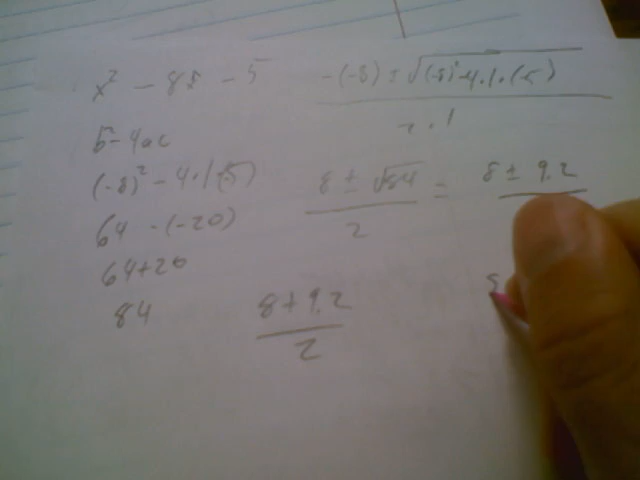 x² - 8x - 5
b² - 4ac
(-8)² - 4·1(-5)
64 - (-20)
64+20
84
-(-8) ± √(-8)² - 4·1·(-5)
2·1
8 ± √84
2
=
8 ± 9.2
8 + 9.2
2
8